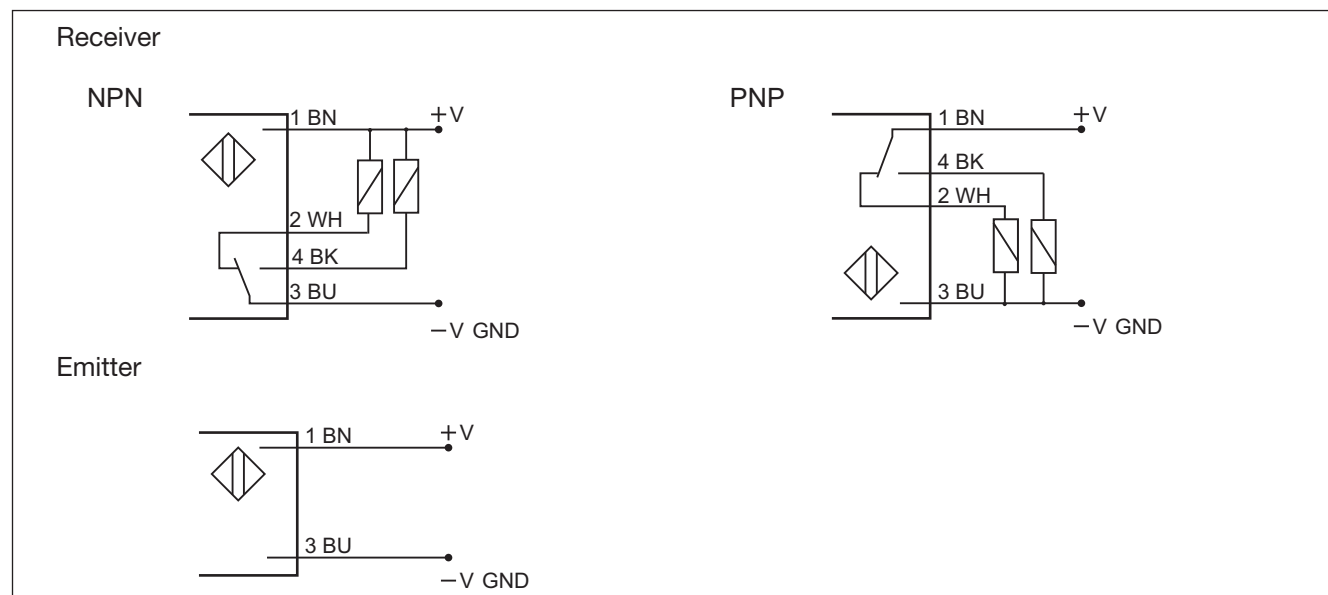 Receiver
NPN
1 BN
+V
2 WH
4 BK
3 BU
−V GND
PNP
1 BN
+V
4 BK
2 WH
3 BU
−V GND
Emitter
1 BN
+V
3 BU
−V GND